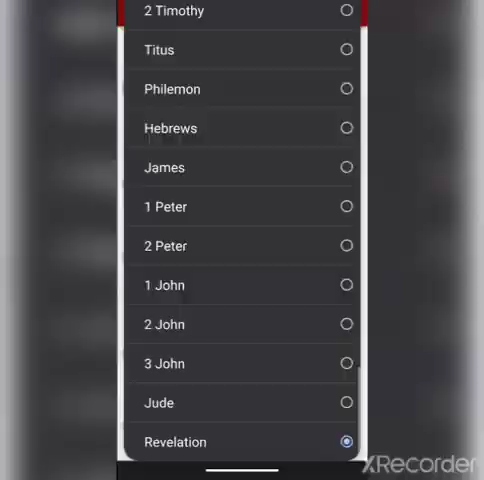 2 Timothy
Titus
Philemon
Hebrews
James
1 Peter
2 Peter
1 John
2 John
3 John
Jude
Revelation
XRecorder